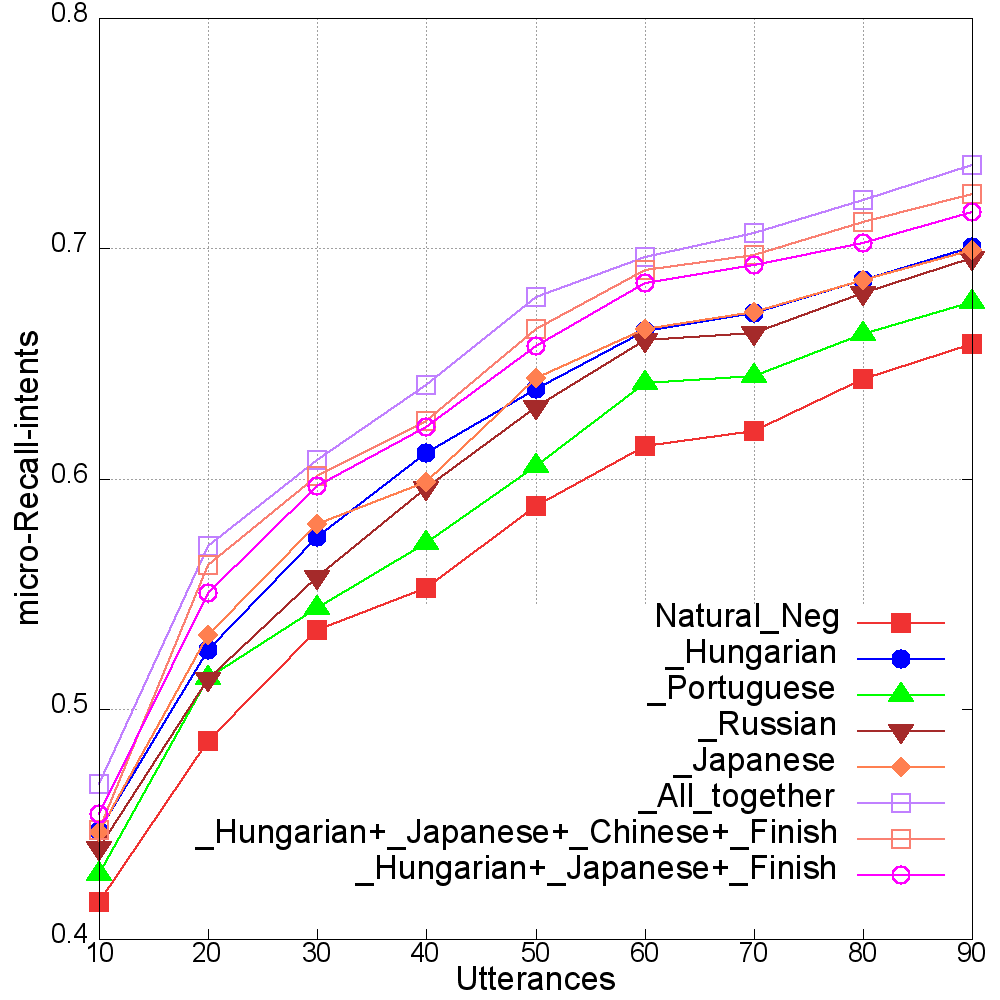 0.8
0.7
0.6
0.5
0.4
micro-Recall-intents
Natural_Neg
_Hungarian
_Portuguese
_Russian
_Japanese
_All_together
_Hungarian+_Japanese+_Chinese+_Finish
_Hungarian+_Japanese+_Finish
10 20 30 40 50 60 70 80 90
Utterances